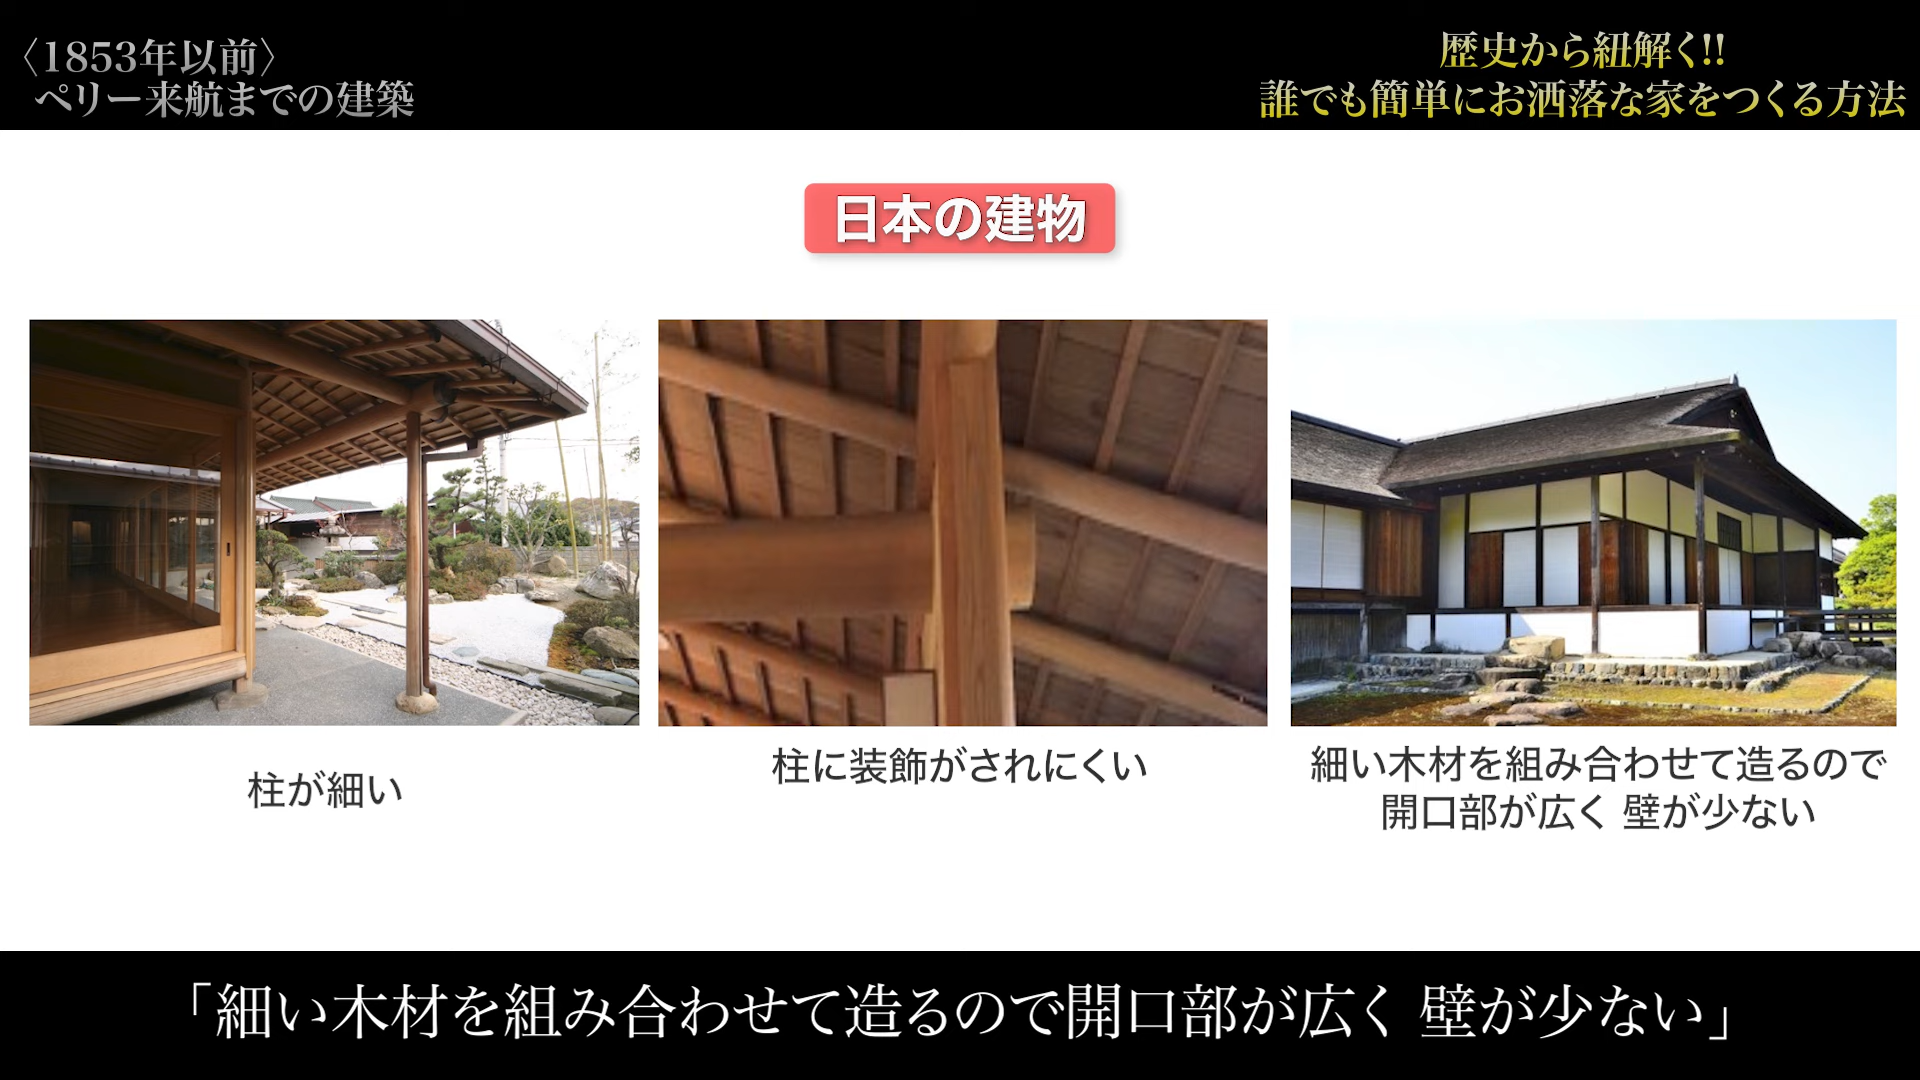 〈1853年以前〉
ペリー来航までの建築
歴史から紐解く!!
誰でも簡単にお洒落な家をつくる方法
日本の建物
柱が細い
柱に装飾がされにくい
細い木材を組み合わせて造るので
開口部が広く 壁が少ない
「細い木材を組み合わせて造るので開口部が広く 壁が少ない」